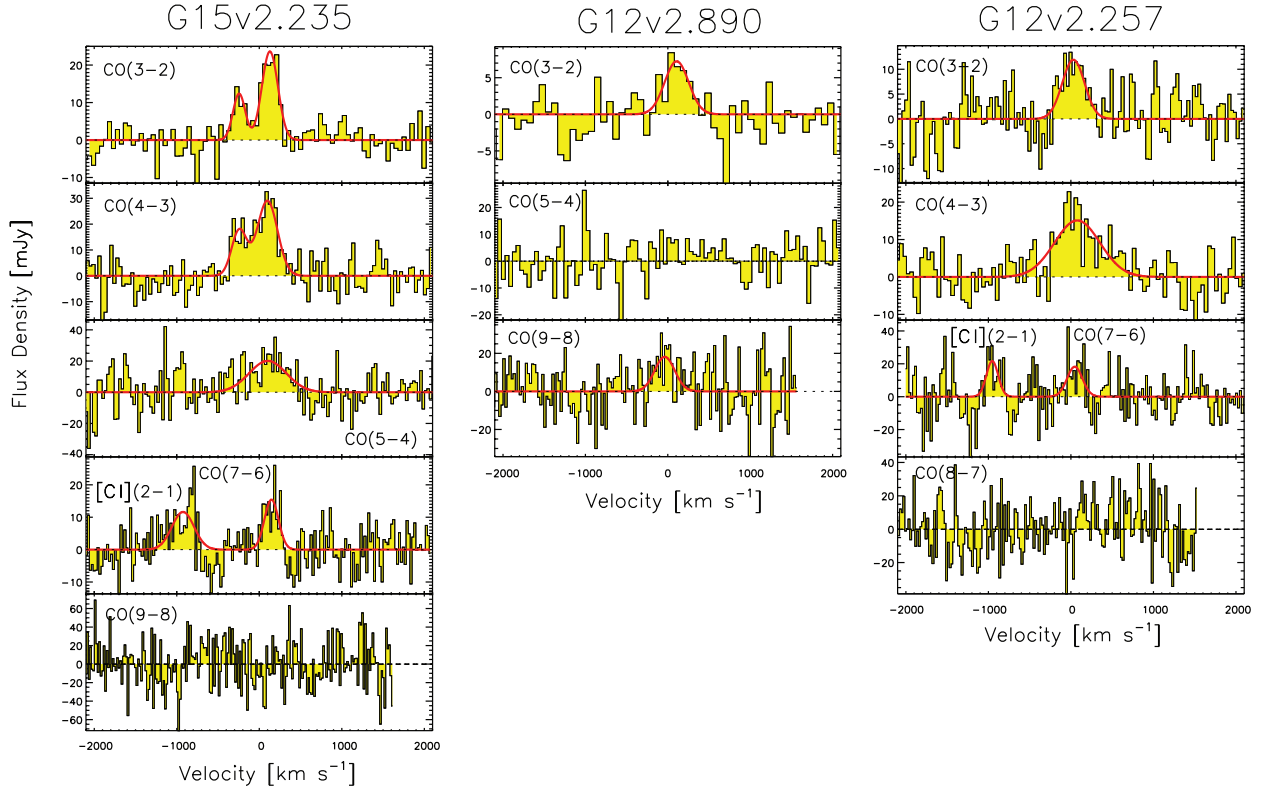 G15v2.235
G12v2.890
G12v2.257
Flux Density [mJy]
CO(3−2)
20
10
0
−10
CO(4−3)
30
20
10
0
−10
40
20
0
−20
−40
CO(5−4)
CO(7−6)
[CI](2−1)
20
10
0
−10
CO(9−8)
60
40
20
0
−20
−40
−60
−2000 −1000 0 1000 2000
Velocity [km s⁻¹]
CO(3−2)
5
0
−5
CO(5−4)
20
10
0
−10
−20
CO(9−8)
20
0
−20
−2000 −1000 0 1000 2000
Velocity [km s⁻¹]
CO(3−2)
10
5
0
−5
−10
CO(4−3)
20
10
0
−10
[CI](2−1) CO(7−6)
40
20
0
−20
CO(8−7)
40
20
0
−20
−2000 −1000 0 1000 2000
Velocity [km s⁻¹]